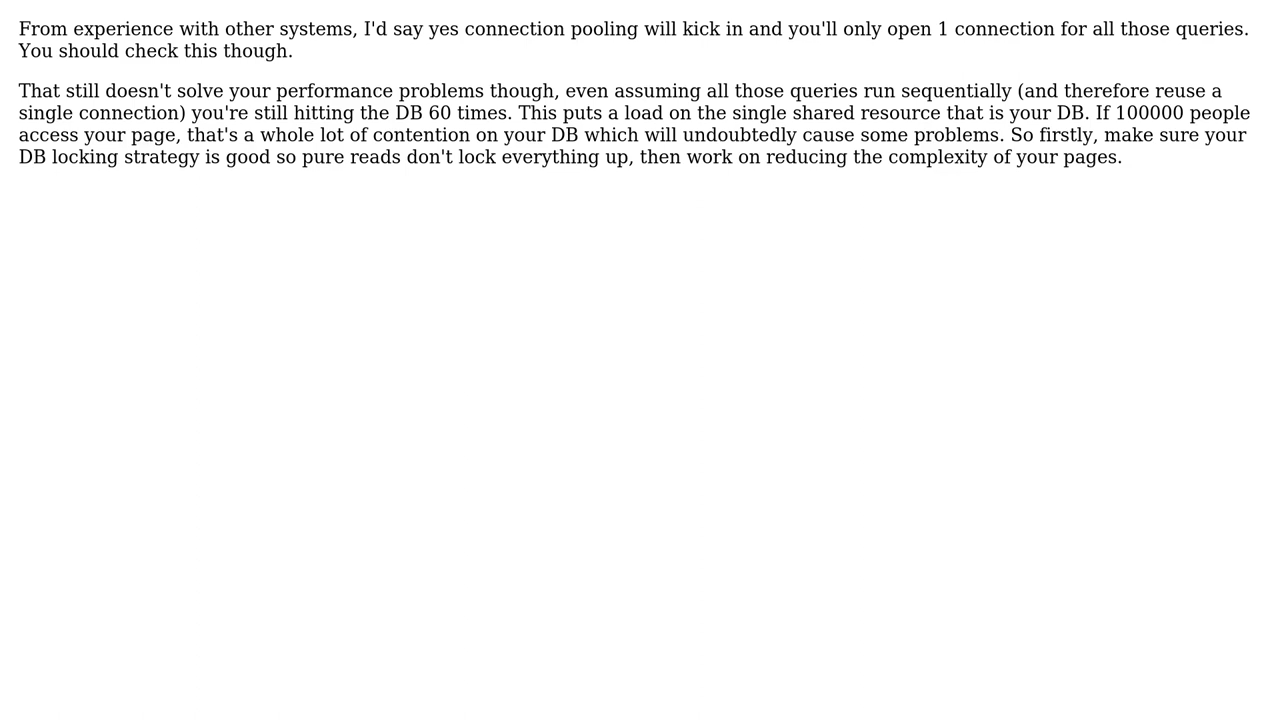 From experience with other systems, I'd say yes connection pooling will kick in and you'll only open 1 connection for all those queries.
You should check this though.
That still doesn't solve your performance problems though, even assuming all those queries run sequentially (and therefore reuse a
single connection) you're still hitting the DB 60 times. This puts a load on the single shared resource that is your DB. If 100000 people
access your page, that's a whole lot of contention on your DB which will undoubtedly cause some problems. So firstly, make sure your
DB locking strategy is good so pure reads don't lock everything up, then work on reducing the complexity of your pages.